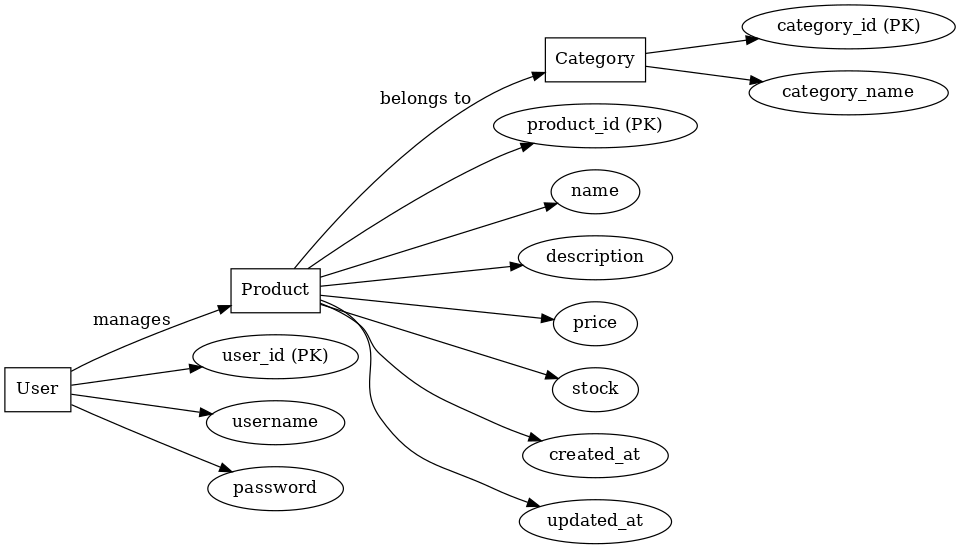 category_id (PK)
Category
category_name
belongs to
product_id (PK)
name
description
Product
price
manages
user_id (PK)
User
stock
username
created_at
password
updated_at